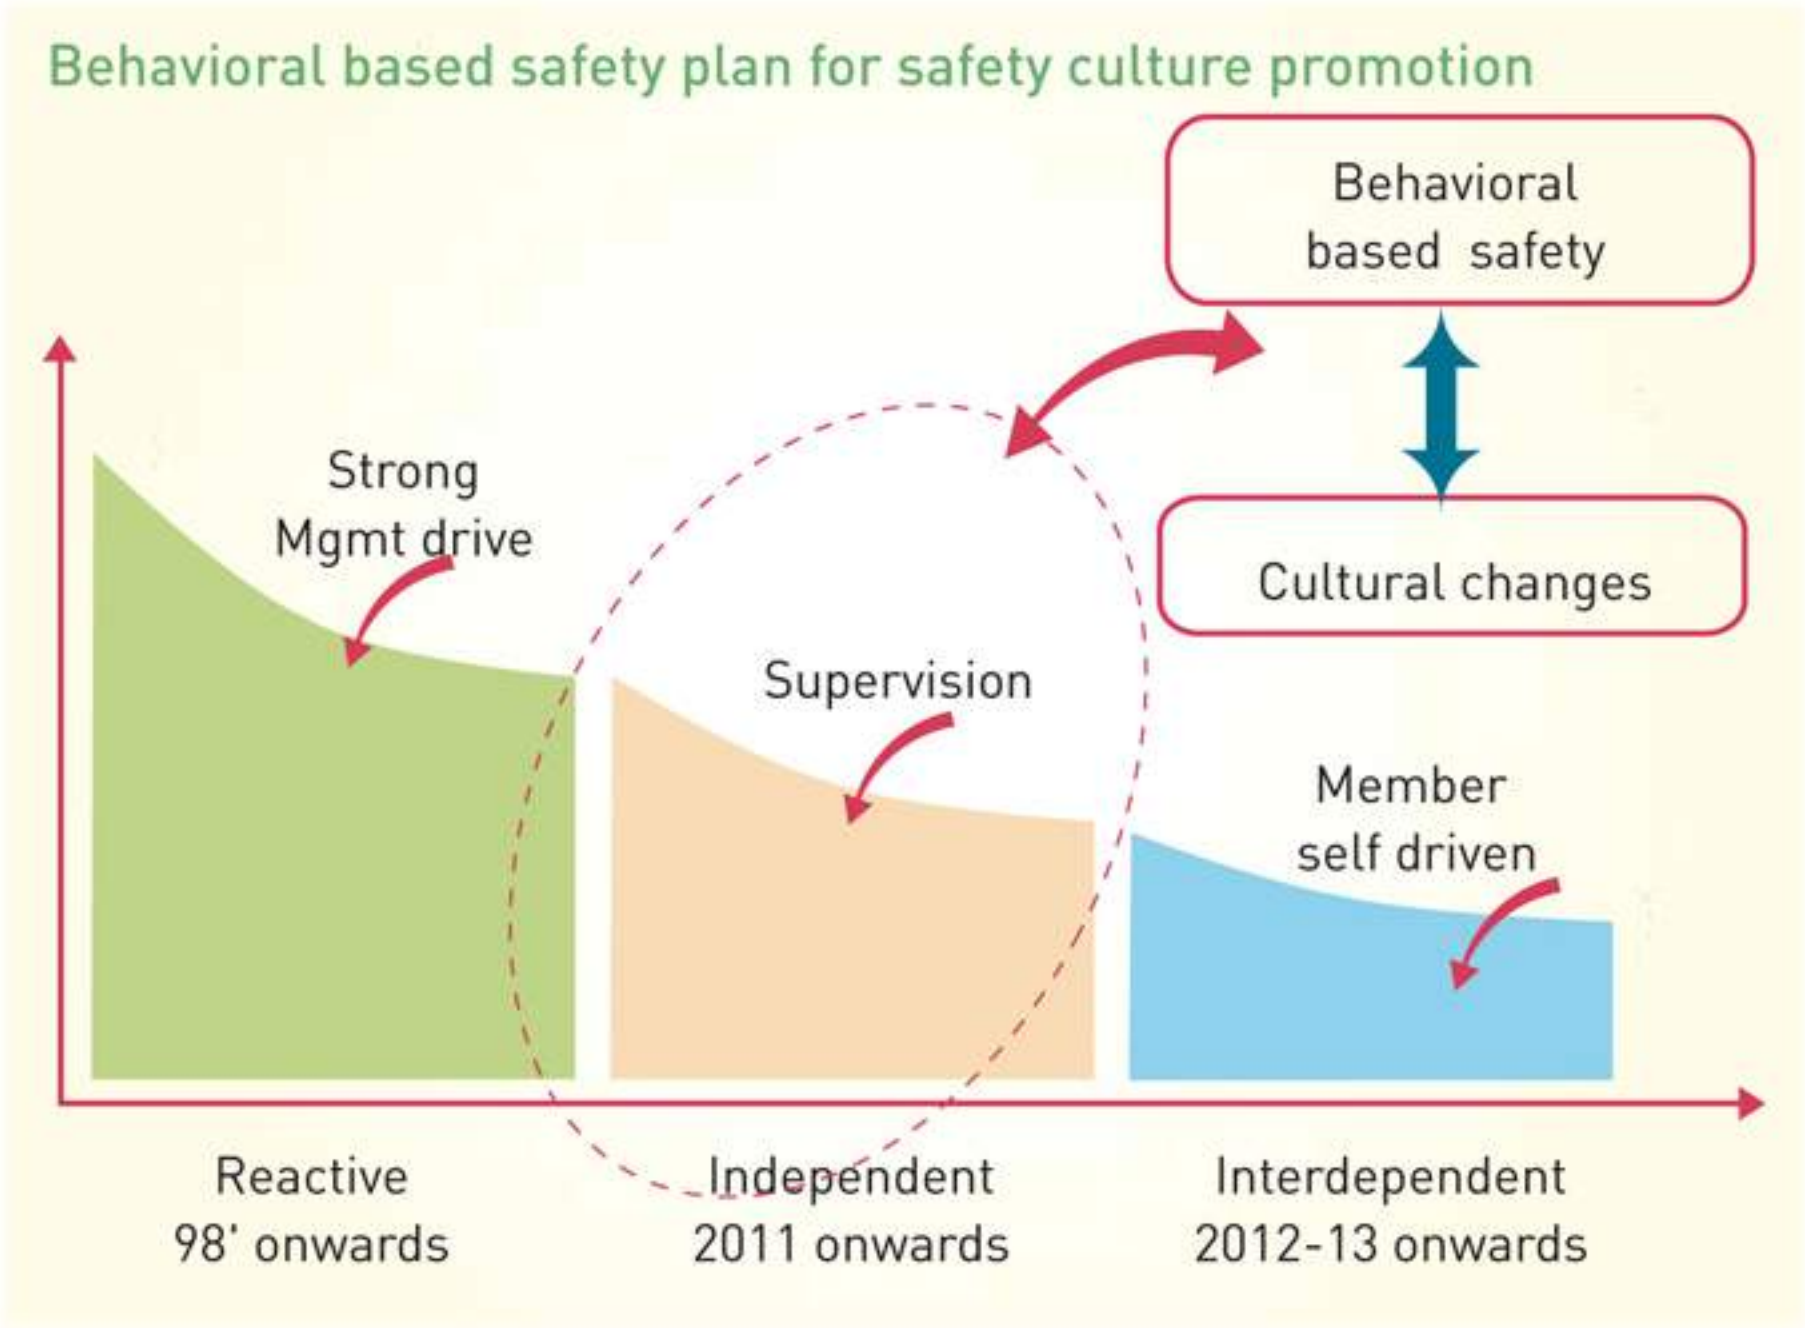 Behavioral based safety plan for safety culture promotion
Behavioral
based safety
Cultural changes
Strong
Mgmt drive
Supervision
Member
self driven
Reactive
98' onwards
Independent
2011 onwards
Interdependent
2012-13 onwards